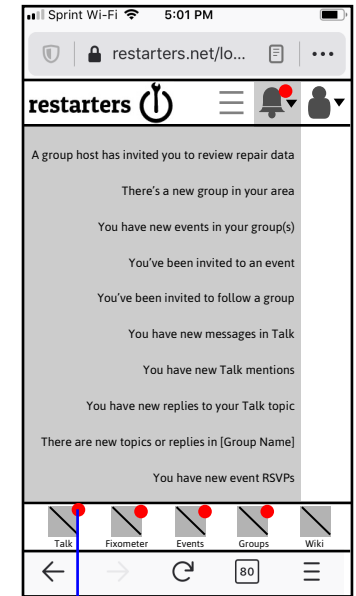 Sprint Wi-Fi 5:01 PM
restarters.net/lo...
restarters
A group host has invited you to review repair data
There's a new group in your area
You have new events in your group(s)
You've been invited to an event
You've been invited to follow a group
You have new messages in Talk
You have new Talk mentions
You have new replies to your Talk topic
There are new topics or replies in [Group Name]
You have new event RSVPs
Talk Fixometer Events Groups Wiki
80